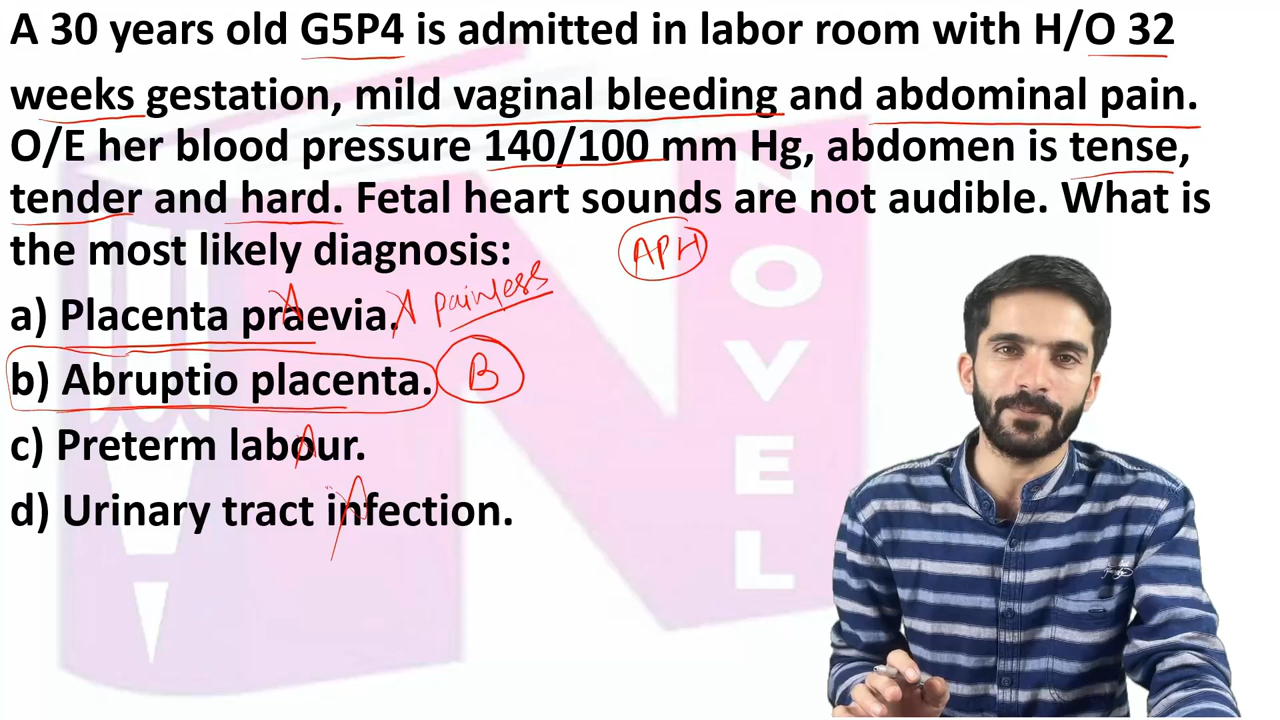 A 30 years old G5P4 is admitted in labor room with H/O 32
weeks gestation, mild vaginal bleeding and abdominal pain.
O/E her blood pressure 140/100 mm Hg, abdomen is tense,
tender and hard. Fetal heart sounds are not audible. What is
the most likely diagnosis:
APH
a) Placenta praevia.
painless
b) Abruptio placenta.
B
c) Preterm labour.
d) Urinary tract infection.
NOVEL